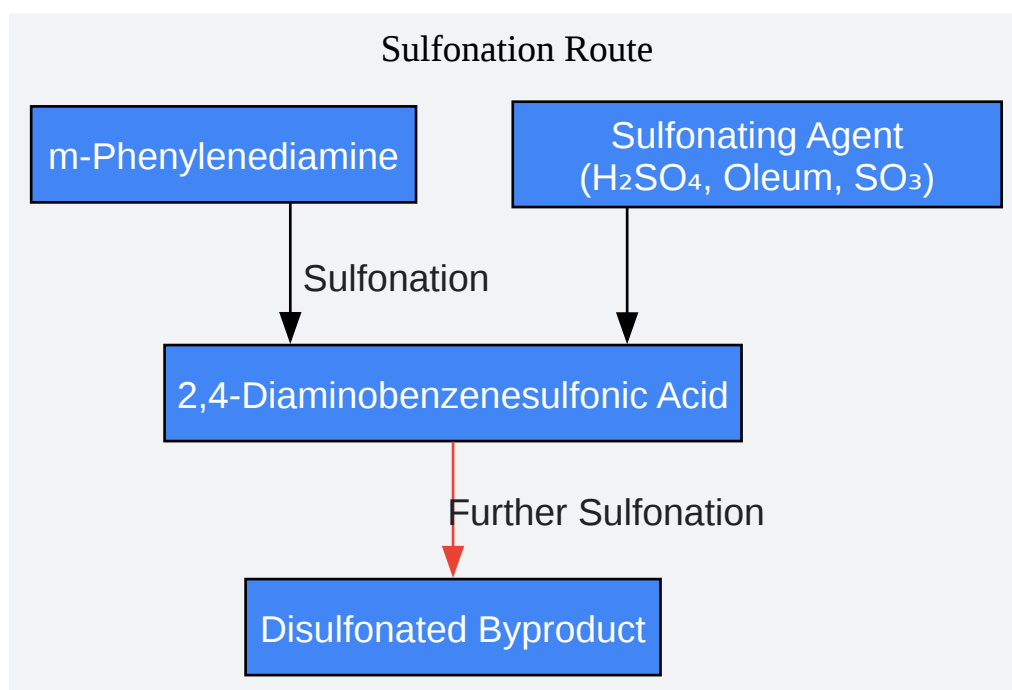 Sulfonation Route
m-Phenylenediamine
Sulfonating Agent
(H₂SO₄, Oleum, SO₃)
Sulfonation
2,4-Diaminobenzenesulfonic Acid
Further Sulfonation
Disulfonated Byproduct